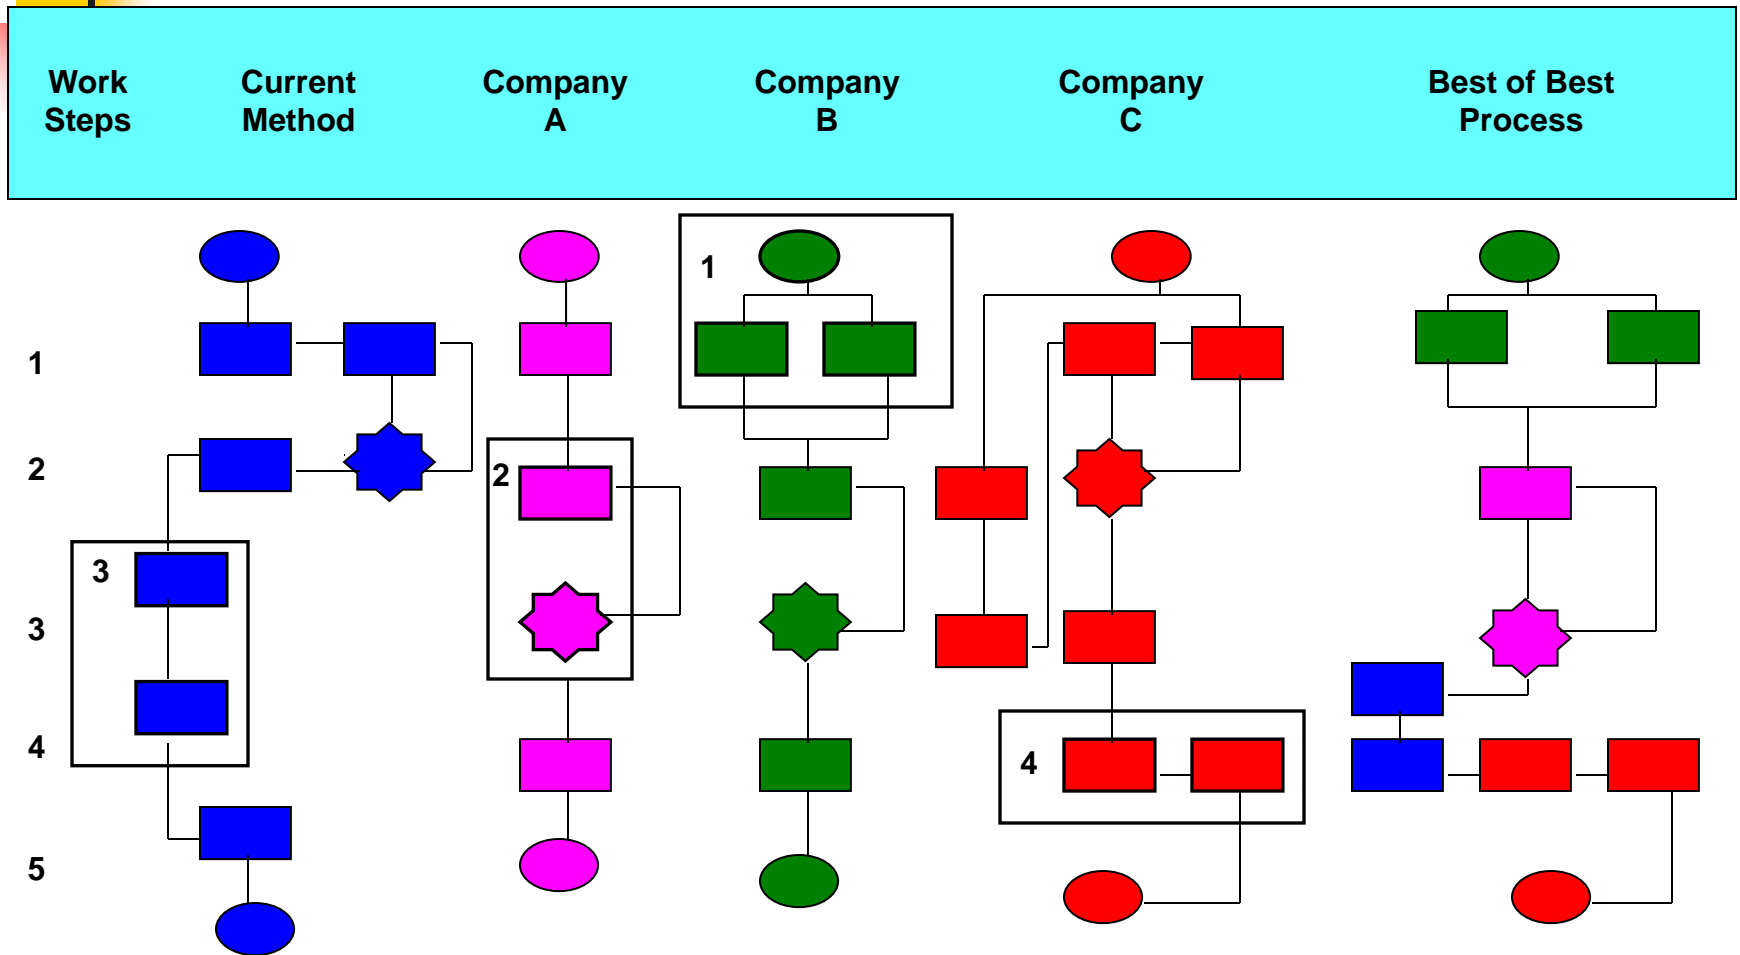 Work
Steps
Current
Method
Company
A
Company
B
Company
C
Best of Best
Process
1
1
2
2
3
3
4
4
5